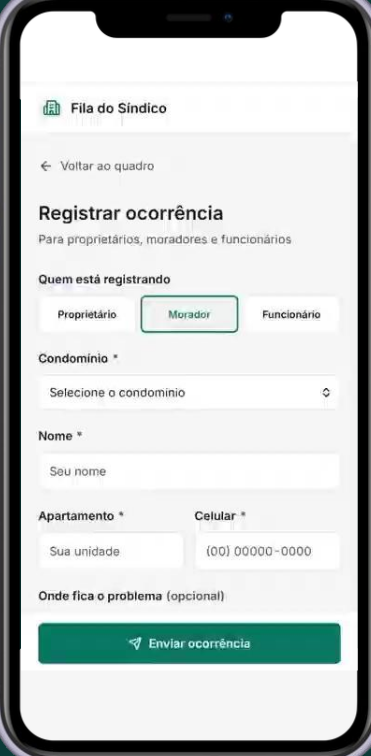 Fila do Síndico
Voltar ao quadro
Registrar ocorrência
Para proprietários, moradores e funcionários
Quem está registrando
Proprietário Morador Funcionário
Condomínio *
Selecione o condomínio
Nome *
Seu nome
Apartamento * Celular *
Sua unidade (00) 00000-0000
Onde fica o problema (opcional)
Enviar ocorrência